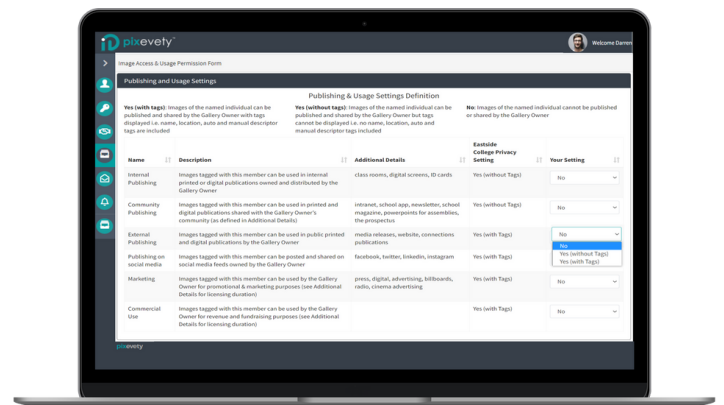 pixevety
Welcome Darren
Image Access & Usage Permission Form
Publishing and Usage Settings
Publishing & Usage Settings Definition
Yes (with tags): Images of the named individual can be
published and shared by the Gallery Owner with tags
displayed i.e. name, location, auto and manual descriptor
tags are included
Yes (without tags): Images of the named individual can be
published and shared by the Gallery Owner but tags
cannot be displayed i.e. no name, location, auto and
manual descriptor tags included
No: Images of the named individual cannot be published
or shared by the Gallery Owner
Name
Description
Additional Details
Eastside
College Privacy
Setting
Your Setting
Internal
Publishing
Images tagged with this member can be used in internal
printed or digital publications owned and distributed by the
Gallery Owner
class rooms, digital screens, ID cards
Yes (without Tags)
No
Community
Publishing
Images tagged with this member can be used in printed and
digital publications shared with the Gallery Owner's
community (as defined in Additional Details)
intranet, school app, newsletter, school
magazine, powerpoints for assemblies,
the prospectus
Yes (without Tags)
No
External
Publishing
Images tagged with this member can be used in public printed
and digital publications by the Gallery Owner
media releases, website, connections
publications
Yes (with Tags)
No
No
Yes (without Tags)
Yes (with Tags)
Publishing on
social media
Images tagged with this member can be posted and shared on
social media feeds owned by the Gallery Owner
facebook, twitter, linkedin, instagram
Yes (with Tags)
Marketing
Images tagged with this member can be used by the Gallery
Owner for promotional & marketing purposes (see Additional
Details for licensing duration)
press, digital, advertising, billboards,
radio, cinema advertising
Yes (with Tags)
No
Commercial
Use
Images tagged with this member can be used by the Gallery
Owner for revenue and fundraising purposes (see Additional
Details for licensing duration)
Yes (with Tags)
No
pixevety